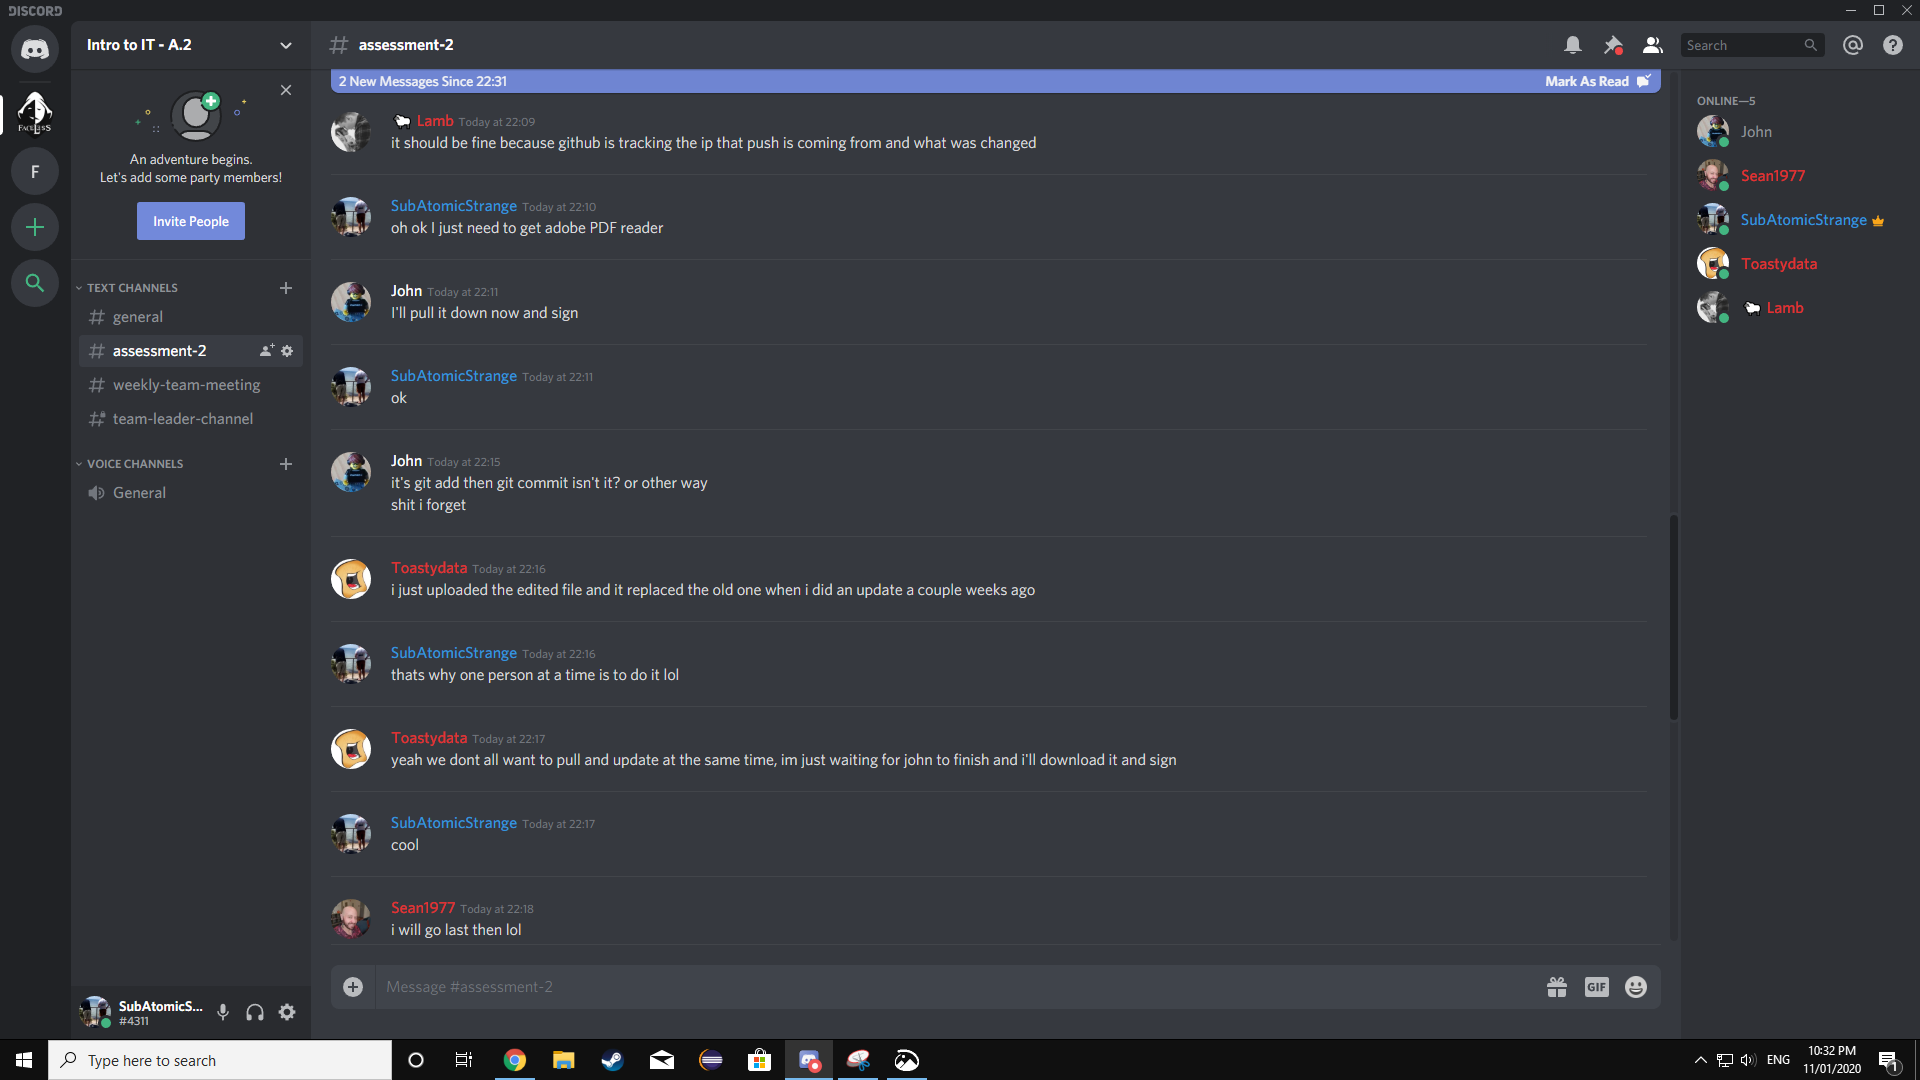 DISCORD
Intro to IT - A.2
assessment-2
Search
2 New Messages Since 22:31
Mark As Read
FACELESS
F
An adventure begins.
Let's add some party members!
Invite People
TEXT CHANNELS
general
assessment-2
weekly-team-meeting
team-leader-channel
VOICE CHANNELS
General
Lamb Today at 22:09
it should be fine because github is tracking the ip that push is coming from and what was changed
SubAtomicStrange Today at 22:10
oh ok I just need to get adobe PDF reader
John Today at 22:11
I'll pull it down now and sign
SubAtomicStrange Today at 22:11
ok
John Today at 22:15
it's git add then git commit isn't it? or other way
shit i forget
Toastydata Today at 22:16
i just uploaded the edited file and it replaced the old one when i did an update a couple weeks ago
SubAtomicStrange Today at 22:16
thats why one person at a time is to do it lol
Toastydata Today at 22:17
yeah we dont all want to pull and update at the same time, im just waiting for john to finish and i'll download it and sign
SubAtomicStrange Today at 22:17
cool
Sean1977 Today at 22:18
i will go last then lol
Message #assessment-2
GIF
ONLINE—5
John
Sean1977
SubAtomicStrange
Toastydata
Lamb
SubAtomicS...
#4311
Type here to search
ENG
10:32 PM
11/01/2020
1